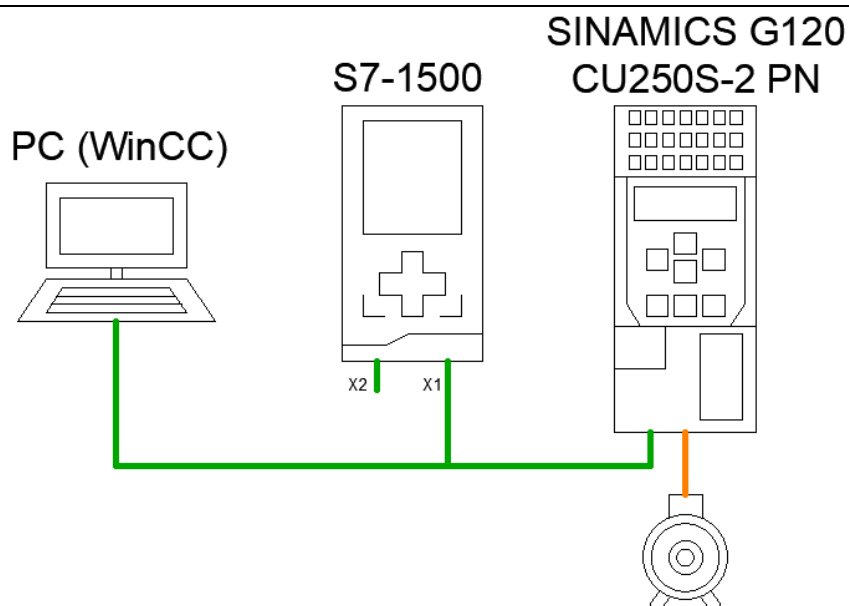 SINAMICS G120
CU250S-2 PN
S7-1500
PC (WinCC)
X2
X1